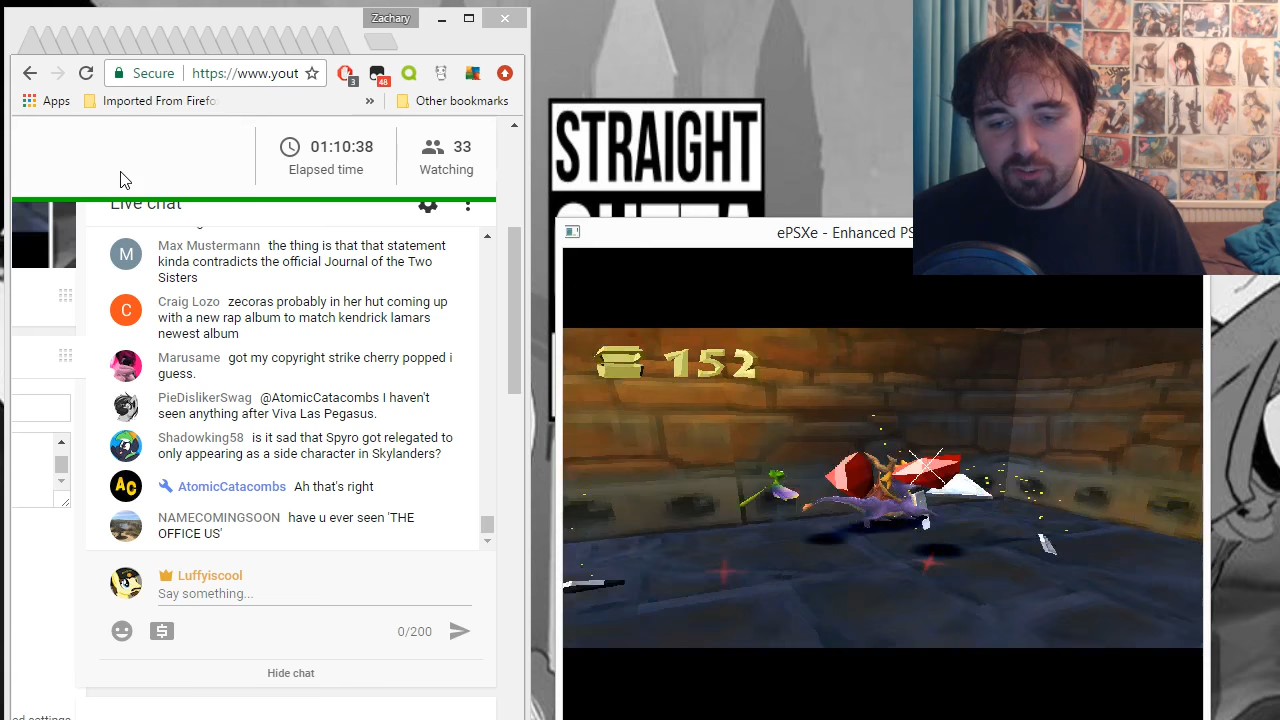 Zachary
Secure
https://www.yout
3
48
Apps
Imported From Firefo
»
Other bookmarks
01:10:38
Elapsed time
33
Watching
Live chat
Max Mustermann the thing is that that statement
kinda contradicts the official Journal of the Two
Sisters
Craig Lozo zecoras probably in her hut coming up
with a new rap album to match kendrick lamars
newest album
Marusame got my copyright strike cherry popped i
guess.
PieDislikerSwag @AtomicCatacombs I haven't
seen anything after Viva Las Pegasus.
Shadowking58 is it sad that Spyro got relegated to
only appearing as a side character in Skylanders?
AtomicCatacombs Ah that's right
NAMECOMINGSOON have u ever seen 'THE
OFFICE US'
M
C
AC
Luffyiscool
Say something...
0/200
Hide chat
STRAIGHT
OUTTA
ePSXe - Enhanced PS
152